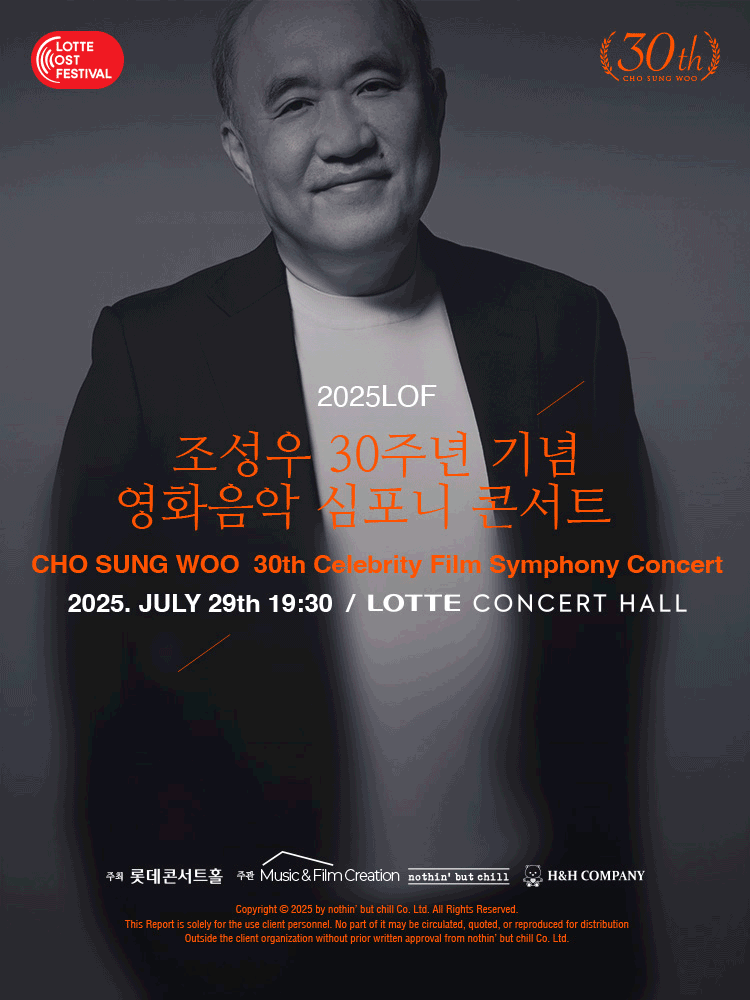 LOTTE
OST
FESTIVAL
30th
CHO SUNG WOO
2025LOF
조성우 30주년 기념
영화음악 심포니 콘서트
CHO SUNG WOO 30th Celebrity Film Symphony Concert
2025. JULY 29th 19:30 / LOTTE CONCERT HALL
주최 롯데콘서트홀 주관 Music & Film Creation nothin' but chill H&H COMPANY
Copyright © 2025 by nothin' but chill Co. Ltd. All Rights Reserved.
This Report is solely for the use client personnel. No part of it may be circulated, quoted, or reproduced for distribution
Outside the client organization without prior written approval from nothin' but chill Co. Ltd.